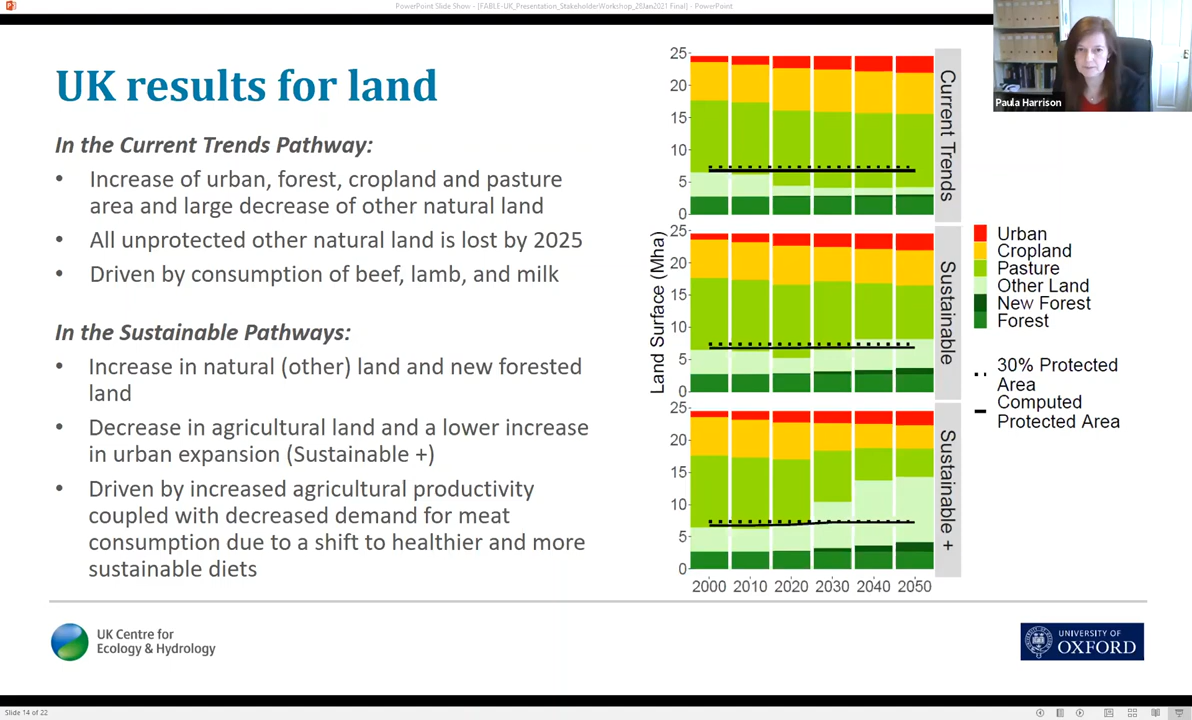 PowerPoint Slide Show - [FABLE-UK_Presentation_StakeholderWorkshop_28Jan2021 Final] - PowerPoint
Paula Harrison
UK results for land
In the Current Trends Pathway:
• Increase of urban, forest, cropland and pasture
area and large decrease of other natural land
• All unprotected other natural land is lost by 2025
• Driven by consumption of beef, lamb, and milk
In the Sustainable Pathways:
• Increase in natural (other) land and new forested
land
• Decrease in agricultural land and a lower increase
in urban expansion (Sustainable +)
• Driven by increased agricultural productivity
coupled with decreased demand for meat
consumption due to a shift to healthier and more
sustainable diets
Land Surface (Mha)
25
20
15
10
5
0
Current Trends
25
20
15
10
5
0
Sustainable
25
20
15
10
5
0
Sustainable +
2000 2010 2020 2030 2040 2050
Urban
Cropland
Pasture
Other Land
New Forest
Forest
30% Protected
Area
Computed
Protected Area
UK Centre for
Ecology & Hydrology
UNIVERSITY OF
OXFORD
Slide 14 of 22